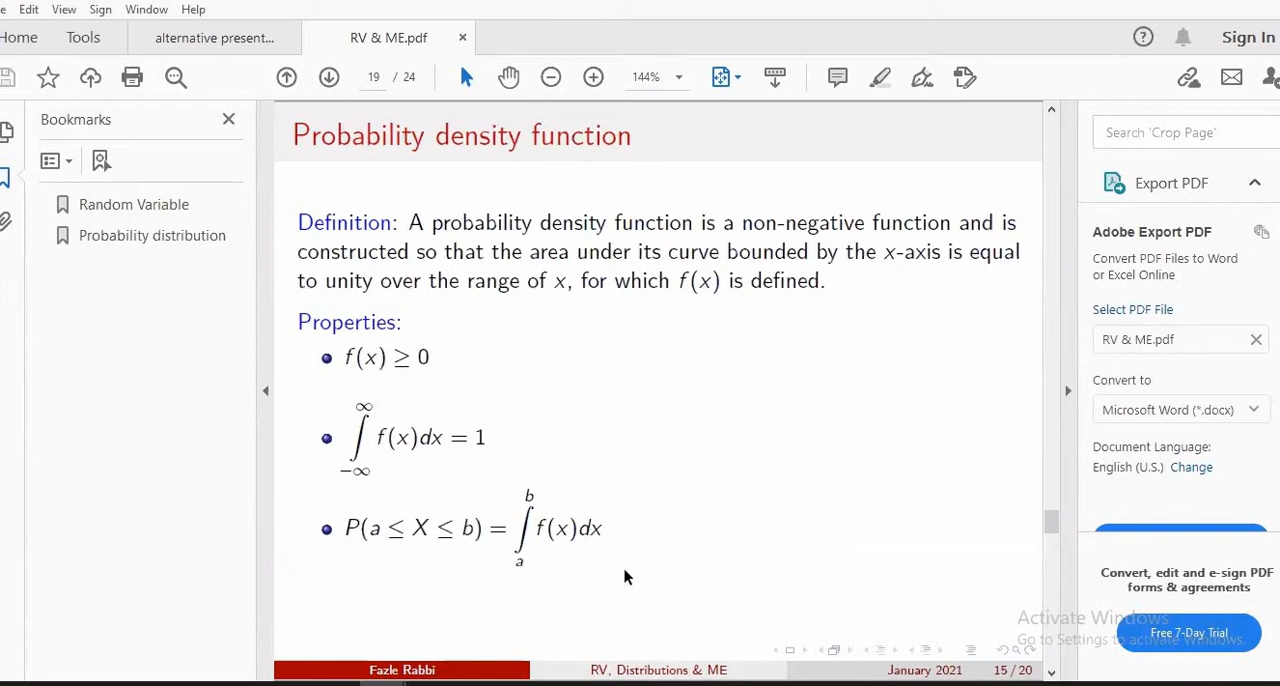 Edit View Sign Window Help
Home Tools alternative present... RV & ME.pdf × Sign In
19 / 24 144%
Bookmarks
Random Variable
Probability distribution
Probability density function
Definition: A probability density function is a non-negative function and is
constructed so that the area under its curve bounded by the x-axis is equal
to unity over the range of x, for which f(x) is defined.
Properties:
f(x) ≥ 0
∞
∫ f(x)dx = 1
−∞
b
P(a ≤ X ≤ b) = ∫ f(x)dx
a
Fazle Rabbi RV, Distributions & ME January 2021 15 / 20
Search 'Crop Page'
Export PDF
Adobe Export PDF
Convert PDF Files to Word
or Excel Online
Select PDF File
RV & ME.pdf
Convert to
Microsoft Word (*.docx)
Document Language:
English (U.S.) Change
Convert, edit and e-sign PDF
forms & agreements
Free 7-Day Trial
Activate Windows
Go to Settings to activate Windows.